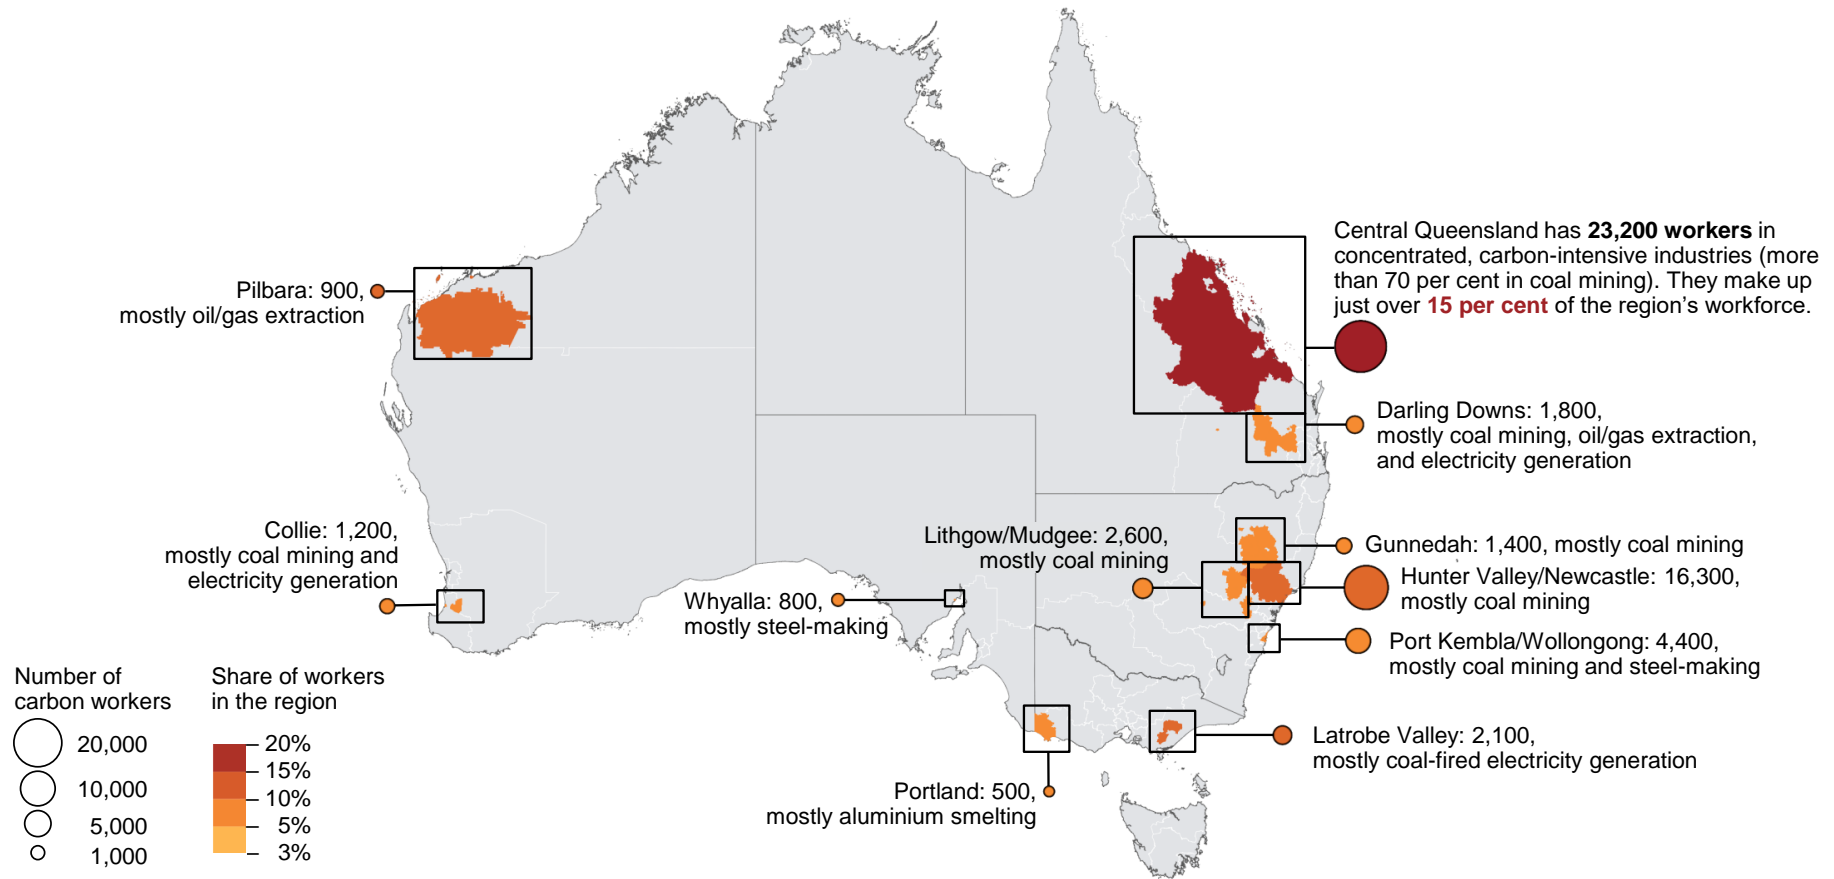 Central Queensland has 23,200 workers in
concentrated, carbon-intensive industries (more
than 70 per cent in coal mining). They make up
just over 15 per cent of the region’s workforce.
Pilbara: 900,
mostly oil/gas extraction
Darling Downs: 1,800,
mostly coal mining, oil/gas extraction,
and electricity generation
Collie: 1,200,
mostly coal mining and
electricity generation
Lithgow/Mudgee: 2,600,
mostly coal mining
Gunnedah: 1,400, mostly coal mining
Hunter Valley/Newcastle: 16,300,
mostly coal mining
Whyalla: 800,
mostly steel-making
Port Kembla/Wollongong: 4,400,
mostly coal mining and steel-making
Latrobe Valley: 2,100,
mostly coal-fired electricity generation
Portland: 500,
mostly aluminium smelting
Number of
carbon workers
20,000
10,000
5,000
1,000
Share of workers
in the region
20%
15%
10%
5%
3%